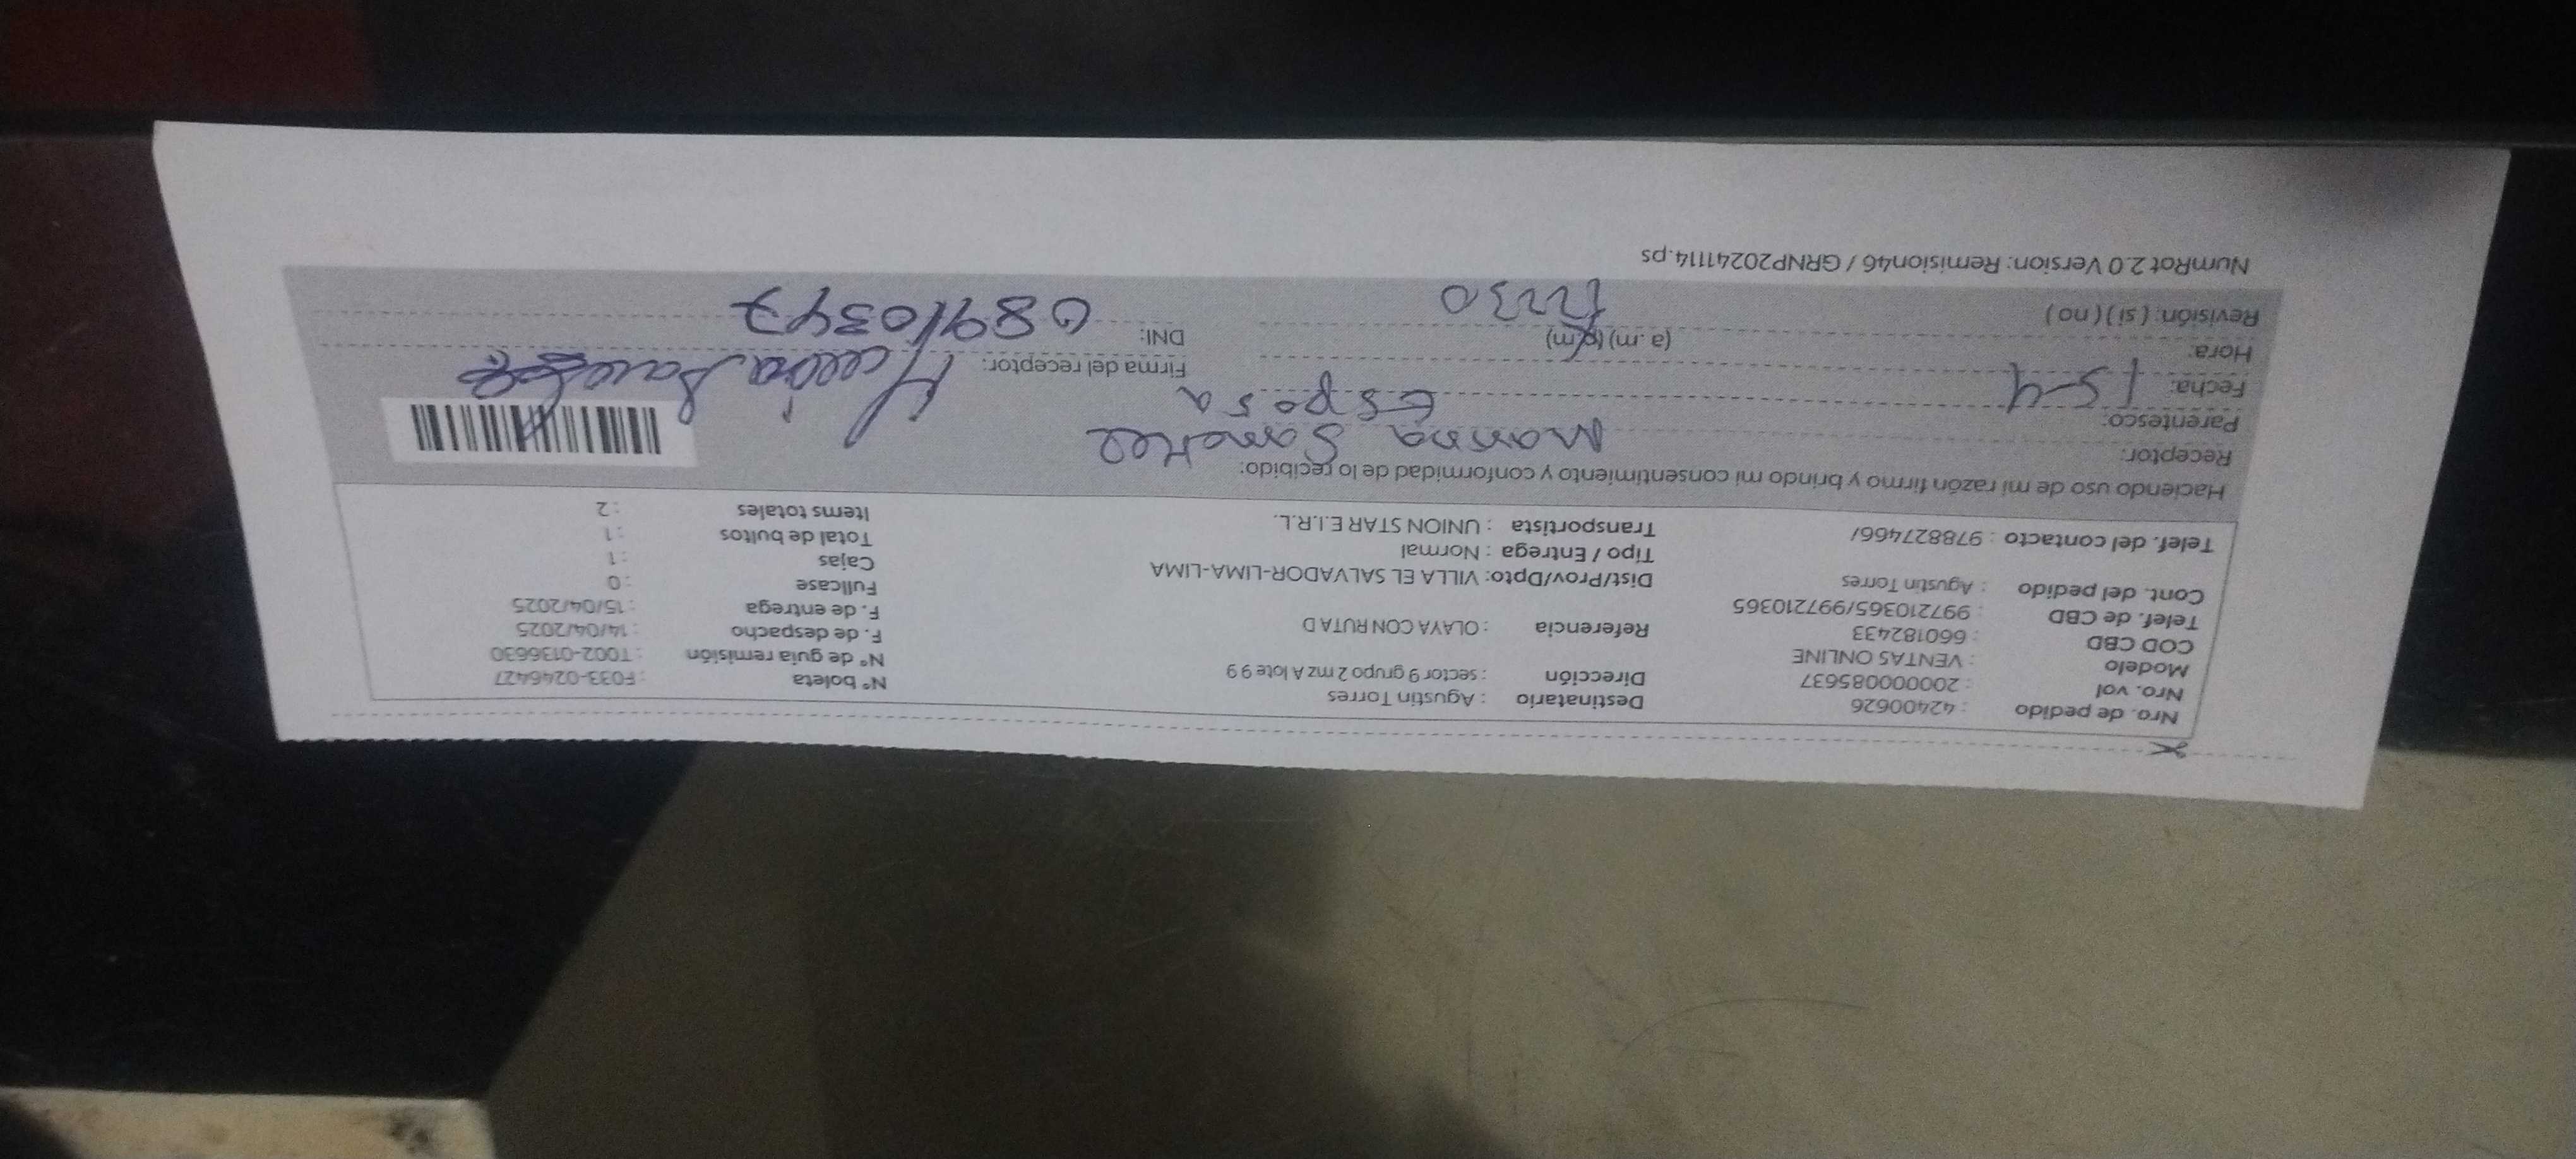 Nro. de pedido : 42400626
Nro. vol : 20000085637
Modelo : VENTAS ONLINE
COD CBD : 660182433
Telef. de CBD : 997210365/997210365
Cont. del pedido : Agustin Torres
Telef. del contacto : 978827466/
Destinatario : Agustin Torres
Dirección : sector 9 grupo 2 mz A lote 9 9
Referencia : OLAYA CON RUTA D
Dist/Prov/Dpto: VILLA EL SALVADOR-LIMA-LIMA
Tipo / Entrega : Normal
Transportista : UNION STAR E.I.R.L.
N° boleta : F033-0246427
N° de guia remisión : T002-0136630
F. de despacho : 14/04/2025
F. de entrega : 15/04/2025
Fullcase : 0
Cajas : 1
Total de bultos : 1
Items totales : 2
Haciendo uso de mi razón firmo y brindo mi consentimiento y conformidad de lo recibido:
Receptor:
Parentesco: Esposa
Fecha: 15-4
Hora: (a.m) (p.m)
Revisión: (si) (no)
Firma del receptor:
DNI:
NumRot 2.0 Version: Remision46 / GRNP20241114.ps